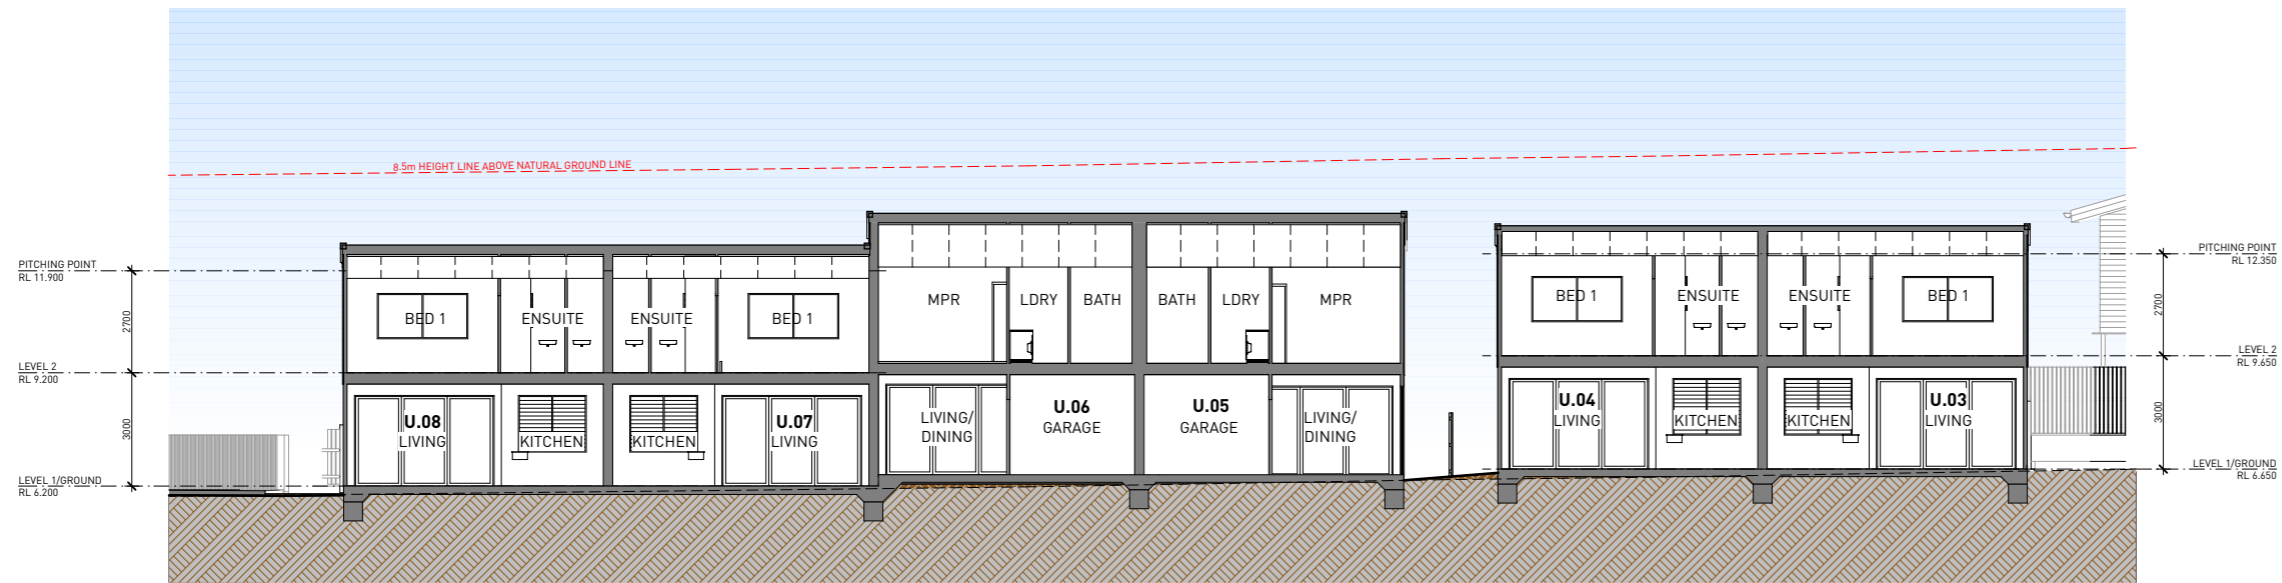 8.5m HEIGHT LINE ABOVE NATURAL GROUND LINE
PITCHING POINT
RL 11.900
2700
LEVEL 2
RL 9.200
3000
LEVEL 1/GROUND
RL 6.200
BED 1
ENSUITE
ENSUITE
BED 1
MPR
LDRY
BATH
BATH
LDRY
MPR
BED 1
ENSUITE
ENSUITE
BED 1
U.08
LIVING
KITCHEN
KITCHEN
U.07
LIVING
LIVING/
DINING
U.06
GARAGE
U.05
GARAGE
LIVING/
DINING
U.04
LIVING
KITCHEN
KITCHEN
U.03
LIVING
PITCHING POINT
RL 12.350
2700
LEVEL 2
RL 9.650
3000
LEVEL 1/GROUND
RL 6.650